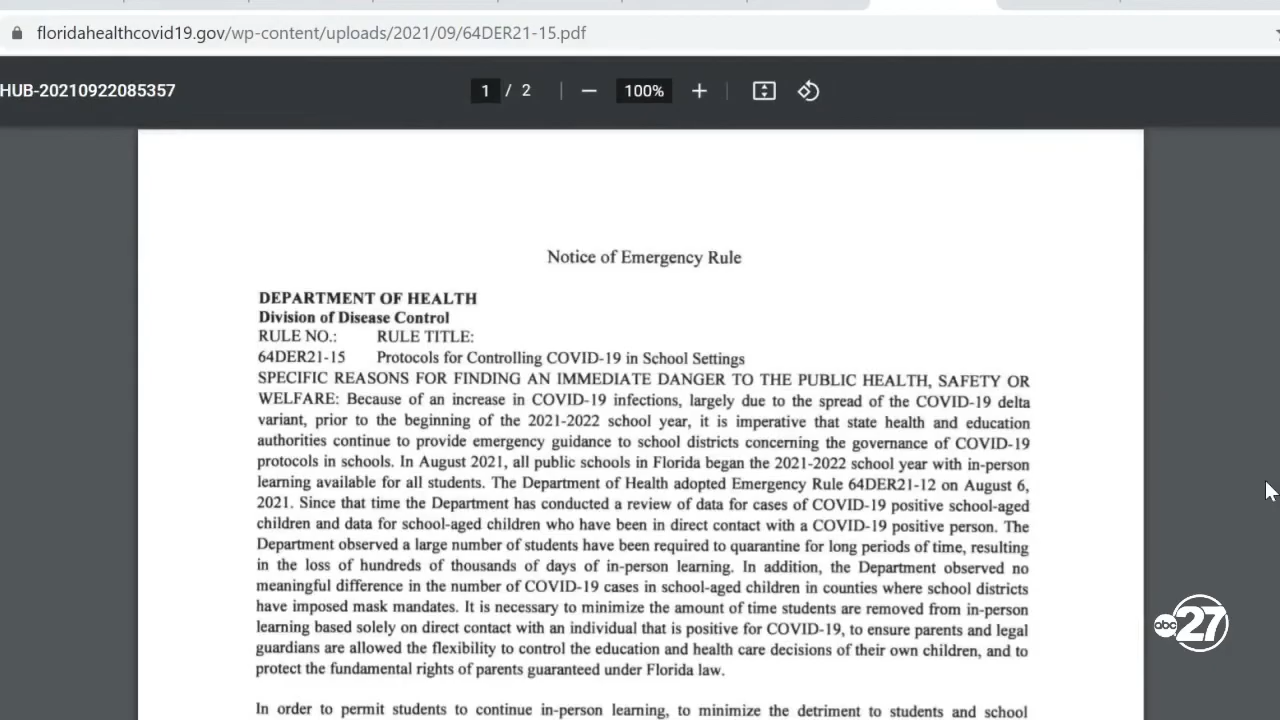 floridahealthcovid19.gov/wp-content/uploads/2021/09/64DER21-15.pdf
HUB-20210922085357
1 / 2
100%
Notice of Emergency Rule
DEPARTMENT OF HEALTH
Division of Disease Control
RULE NO.: RULE TITLE:
64DER21-15 Protocols for Controlling COVID-19 in School Settings
SPECIFIC REASONS FOR FINDING AN IMMEDIATE DANGER TO THE PUBLIC HEALTH, SAFETY OR
WELFARE: Because of an increase in COVID-19 infections, largely due to the spread of the COVID-19 delta
variant, prior to the beginning of the 2021-2022 school year, it is imperative that state health and education
authorities continue to provide emergency guidance to school districts concerning the governance of COVID-19
protocols in schools. In August 2021, all public schools in Florida began the 2021-2022 school year with in-person
learning available for all students. The Department of Health adopted Emergency Rule 64DER21-12 on August 6,
2021. Since that time the Department has conducted a review of data for cases of COVID-19 positive school-aged
children and data for school-aged children who have been in direct contact with a COVID-19 positive person. The
Department observed a large number of students have been required to quarantine for long periods of time, resulting
in the loss of hundreds of thousands of days of in-person learning. In addition, the Department observed no
meaningful difference in the number of COVID-19 cases in school-aged children in counties where school districts
have imposed mask mandates. It is necessary to minimize the amount of time students are removed from in-person
learning based solely on direct contact with an individual that is positive for COVID-19, to ensure parents and legal
guardians are allowed the flexibility to control the education and health care decisions of their own children, and to
protect the fundamental rights of parents guaranteed under Florida law.
In order to permit students to continue in-person learning, to minimize the detriment to students and school
abc 27